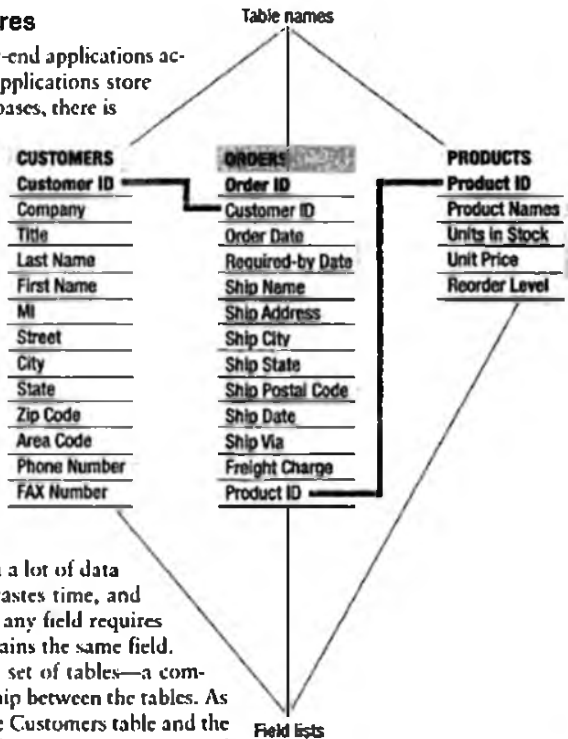 res
Table names
-end applications ac-
applications store
bases, there is
CUSTOMERS
Customer ID
Company
Title
Last Name
First Name
MI
Street
City
State
Zip Code
Area Code
Phone Number
FAX Number
ORDERS
Order ID
Customer ID
Order Date
Required-by Date
Ship Name
Ship Address
Ship City
Ship State
Ship Postal Code
Ship Date
Ship Via
Freight Charge
Product ID
PRODUCTS
Product ID
Product Names
Units in Stock
Unit Price
Reorder Level
a lot of data
astes time, and
any field requires
ains the same field.
set of tables—a com-
hip between the tables. As
e Customers table and the
Field lists